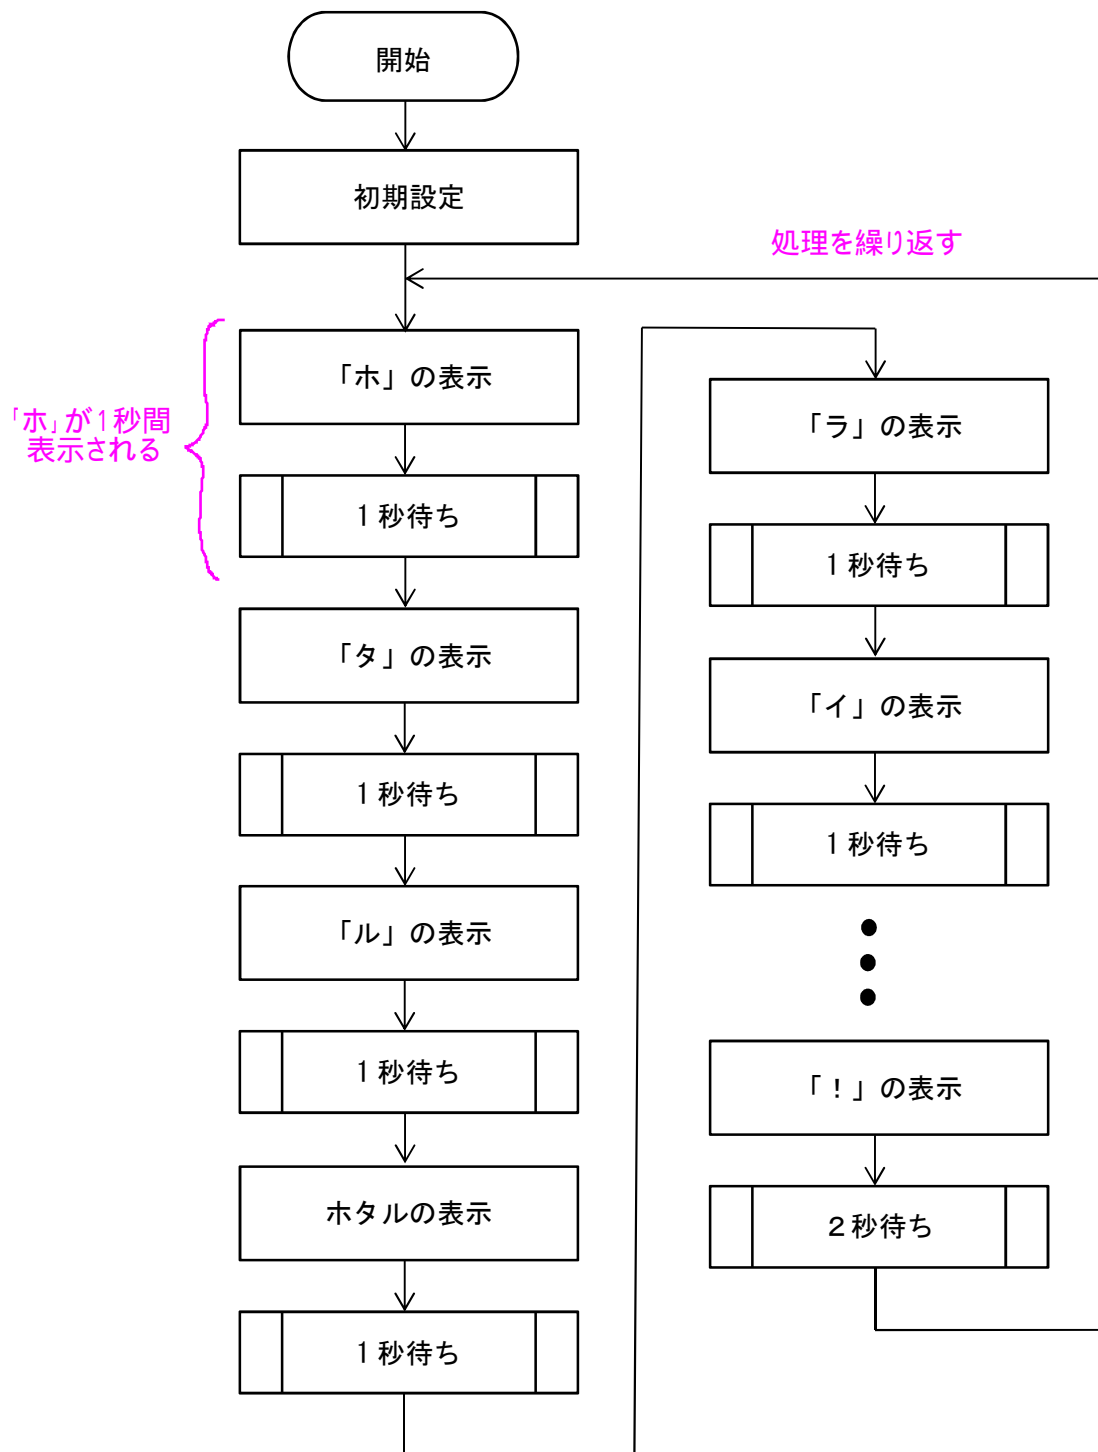 開始
初期設定
処理を繰り返す
「ホ」の表示
「ホ」が1秒間
表示される
1秒待ち
「タ」の表示
1秒待ち
「ル」の表示
1秒待ち
ホタルの表示
1秒待ち
「ラ」の表示
1秒待ち
「イ」の表示
1秒待ち
「！」の表示
２秒待ち